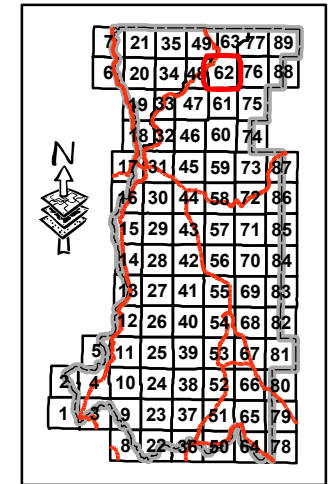 7 21 35 49 63 77 89
6 20 34 48 62 76 88
19 33 47 61 75
18 32 46 60 74
N
17 31 45 59 73 87
16 30 44 58 72 86
15 29 43 57 71 85
14 28 42 56 70 84
13 27 41 55 69 83
12 26 40 54 68 82
5 11 25 39 53 67 81
2 4 10 24 38 52 66 80
1 3 9 23 37 51 65 79
8 22 36 50 64 78